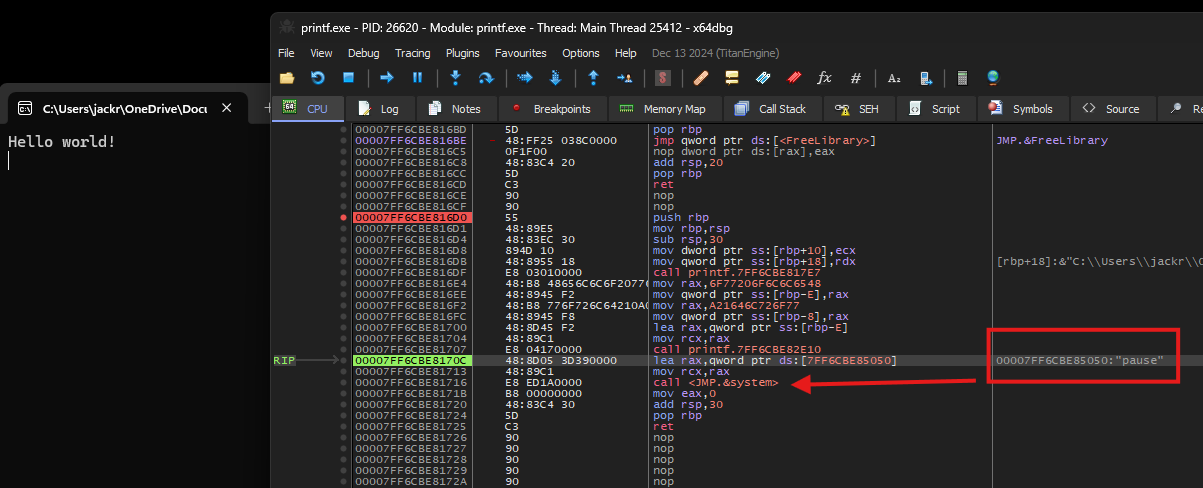 printf.exe - PID: 26620 - Module: printf.exe - Thread: Main Thread 25412 - x64dbg
File View Debug Tracing Plugins Favourites Options Help Dec 13 2024 (TitanEngine)
C:\Users\jackr\OneDrive\Docu
Hello world!
CPU Log Notes Breakpoints Memory Map Call Stack SEH Script Symbols Source Re
00007FF6CBE816BD 5D pop rbp
00007FF6CBE816BE 48:FF25 038C0000 jmp qword ptr ds:[<FreeLibrary>] JMP.&FreeLibrary
00007FF6CBE816C5 0F1F00 nop dword ptr ds:[rax],eax
00007FF6CBE816C8 48:83C4 20 add rsp,20
00007FF6CBE816CC 5D pop rbp
00007FF6CBE816CD C3 ret
00007FF6CBE816CE 90 nop
00007FF6CBE816CF 90 nop
00007FF6CBE816D0 55 push rbp
00007FF6CBE816D1 48:89E5 mov rbp,rsp
00007FF6CBE816D4 48:83EC 30 sub rsp,30
00007FF6CBE816D8 894D 10 mov dword ptr ss:[rbp+10],ecx
00007FF6CBE816DB 48:8955 18 mov qword ptr ss:[rbp+18],rdx [rbp+18]:&"C:\\Users\\jackr\\O
00007FF6CBE816DF E8 03010000 call printf.7FF6CBE817E7
00007FF6CBE816E4 48:B8 48656C6C6F20776 mov rax,6F77206F6C6C6548
00007FF6CBE816EE 48:8945 F2 mov qword ptr ss:[rbp-E],rax
00007FF6CBE816F2 48:B8 776F726C64210A0 mov rax,A21646C726F77
00007FF6CBE816FC 48:8945 F8 mov qword ptr ss:[rbp-8],rax
00007FF6CBE81700 48:8D45 F2 lea rax,qword ptr ss:[rbp-E]
00007FF6CBE81704 48:89C1 mov rcx,rax
00007FF6CBE81707 E8 04170000 call printf.7FF6CBE82E10
RIP 00007FF6CBE8170C 48:8D05 3D390000 lea rax,qword ptr ds:[7FF6CBE85050] 00007FF6CBE85050:"pause"
00007FF6CBE81713 48:89C1 mov rcx,rax
00007FF6CBE81716 E8 ED1A0000 call <JMP.&system>
00007FF6CBE8171B B8 00000000 mov eax,0
00007FF6CBE81720 48:83C4 30 add rsp,30
00007FF6CBE81724 5D pop rbp
00007FF6CBE81725 C3 ret
00007FF6CBE81726 90 nop
00007FF6CBE81727 90 nop
00007FF6CBE81728 90 nop
00007FF6CBE81729 90 nop
00007FF6CBE8172A 90 nop